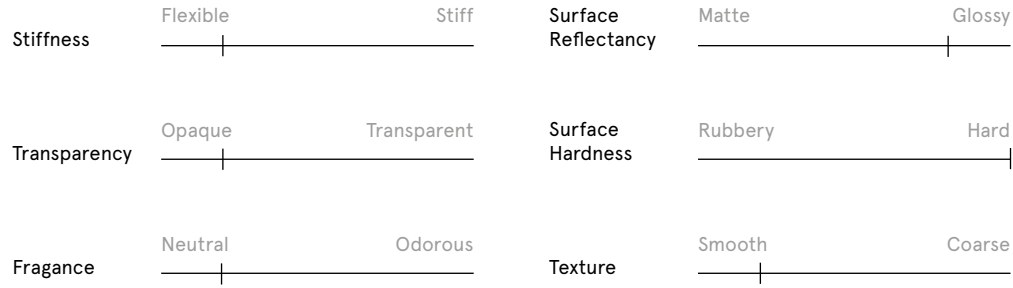 Flexible Stiff
Stiffness
Opaque Transparent
Transparency
Neutral Odorous
Fragance
Matte Glossy
Surface
Reflectancy
Rubbery Hard
Surface
Hardness
Smooth Coarse
Texture